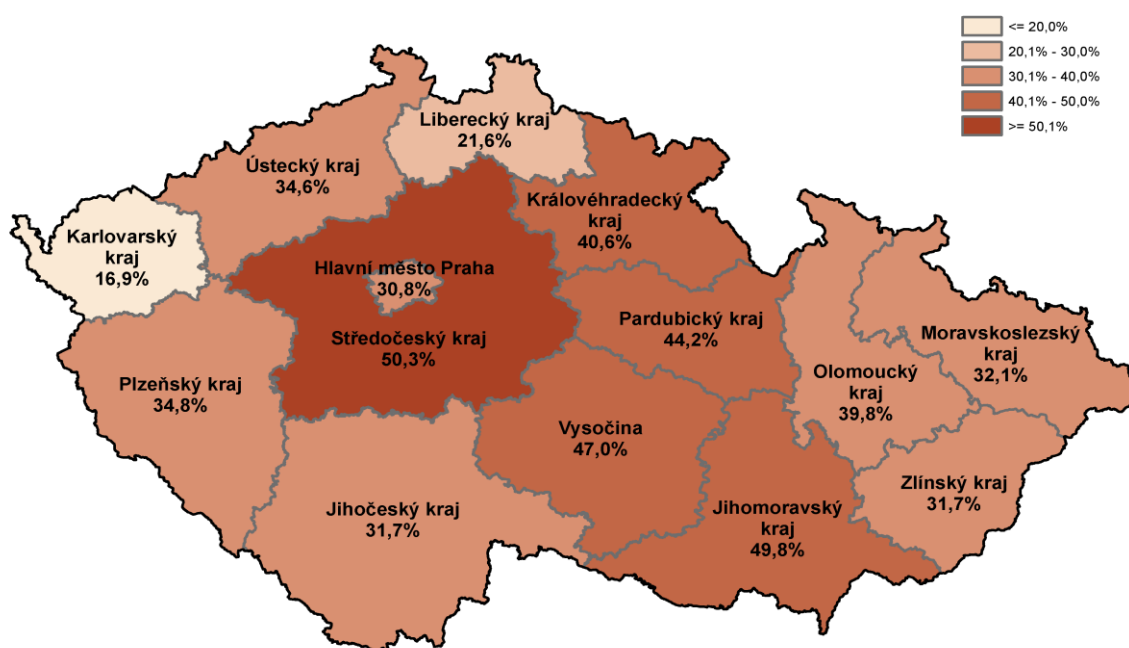 <= 20,0%
20,1% - 30,0%
30,1% - 40,0%
40,1% - 50,0%
>= 50,1%
Liberecký kraj
21,6%
Ústecký kraj
34,6%
Královéhradecký
kraj
40,6%
Karlovarský
kraj
16,9%
Hlavní město Praha
30,8%
Středočeský kraj
50,3%
Pardubický kraj
44,2%
Moravskoslezský
kraj
32,1%
Plzeňský kraj
34,8%
Olomoucký
kraj
39,8%
Vysočina
47,0%
Zlínský kraj
31,7%
Jihočeský kraj
31,7%
Jihomoravský
kraj
49,8%